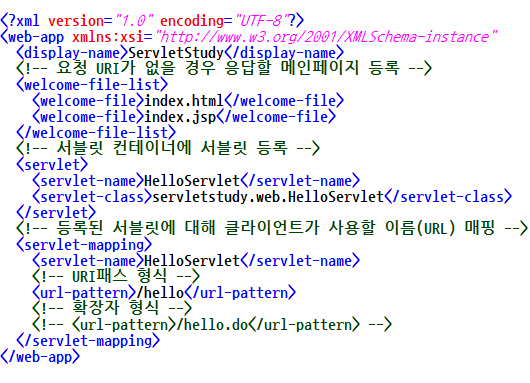 <?xml version="1.0" encoding="UTF-8"?>
<web-app xmlns:xsi="http://www.w3.org/2001/XMLSchema-instance"
<display-name>ServletStudy</display-name>
<!-- 요청 URI가 없을 경우 응답할 메인페이지 등록 -->
<welcome-file-list>
<welcome-file>index.html</welcome-file>
<welcome-file>index.jsp</welcome-file>
</welcome-file-list>
<!-- 서블릿 컨테이너에 서블릿 등록 -->
<servlet>
<servlet-name>HelloServlet</servlet-name>
<servlet-class>servletstudy.web.HelloServlet</servlet-class>
</servlet>
<!-- 등록된 서블릿에 대해 클라이언트가 사용할 이름(URL) 매핑 -->
<servlet-mapping>
<servlet-name>HelloServlet</servlet-name>
<!-- URI패스 형식 -->
<url-pattern>/hello</url-pattern>
<!-- 확장자 형식 -->
<!-- <url-pattern>/hello.do</url-pattern> -->
</servlet-mapping>
</web-app>